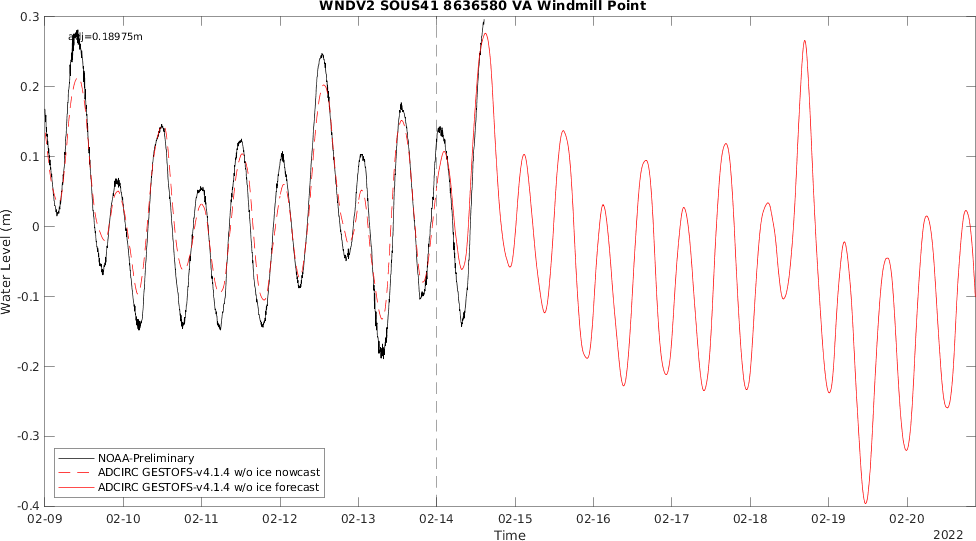 WNDV2 SOUS41 8636580 VA Windmill Point
0.3
0.2
0.1
0
-0.1
-0.2
-0.3
-0.4
Water Level (m)
NOAA-Preliminary
ADCIRC GESTOFS-v4.1.4 w/o ice nowcast
ADCIRC GESTOFS-v4.1.4 w/o ice forecast
02-09 02-10 02-11 02-12 02-13 02-14 02-15 02-16 02-17 02-18 02-19 02-20
Time
2022